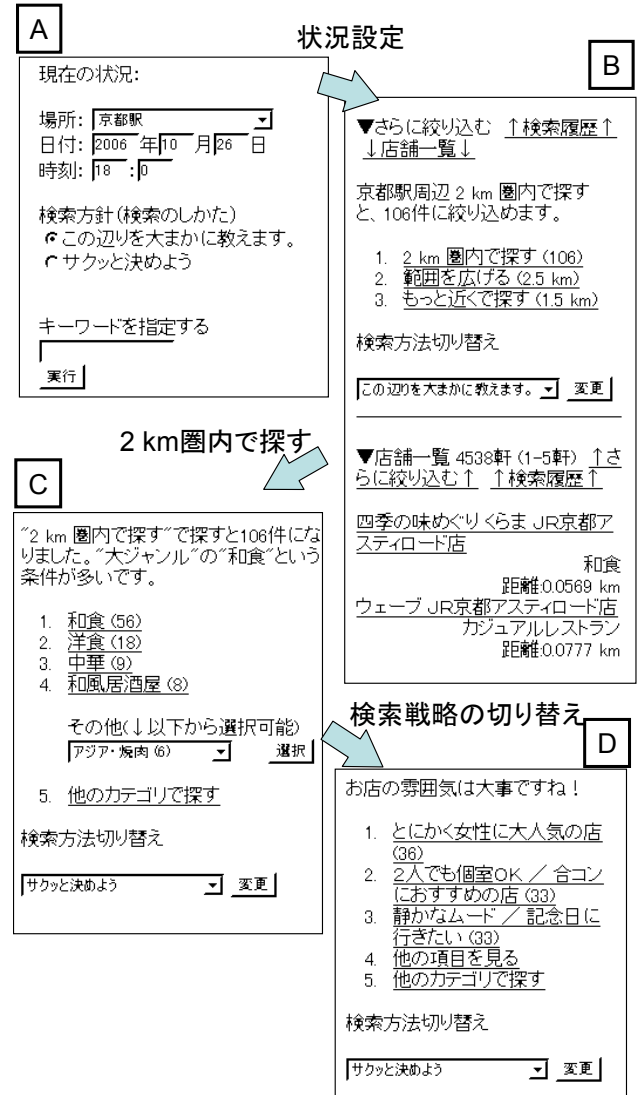 A
状況設定
B
現在の状況:
場所: 京都駅
日付: 2006 年10 月26 日
時刻: 18 :0
検索方針(検索のしかた)
この辺りを大まかに教えます。
サクッと決めよう
キーワードを指定する
実行
▼さらに絞り込む ↑検索履歴↑
↓店舗一覧↓
京都駅周辺 2 km 圏内で探す
と、106件に絞り込めます。
1. 2 km 圏内で探す (106)
2. 範囲を広げる (2.5 km)
3. もっと近くで探す (1.5 km)
検索方法切り替え
この辺りを大まかに教えます。 変更
▼店舗一覧 4538軒 (1-5軒) ↑さ
らに絞り込む↑ ↑検索履歴↑
四季の味めぐり くらま JR京都ア
スティロード店
和食
距離:0.0569 km
ウェーブ JR京都アスティロード店
カジュアルレストラン
距離:0.0777 km
2 km圏内で探す
C
"2 km 圏内で探す"で探すと106件にな
りました。"大ジャンル"の"和食"という
条件が多いです。
1. 和食 (56)
2. 洋食 (18)
3. 中華 (9)
4. 和風居酒屋 (8)
その他(↓以下から選択可能)
アジア・焼肉 (6) 選択
5. 他のカテゴリで探す
検索方法切り替え
サクッと決めよう 変更
検索戦略の切り替え
D
お店の雰囲気は大事ですね!
1. とにかく女性に大人気の店
(36)
2. 2人でも個室OK / 合コン
におすすめの店 (33)
3. 静かなムード / 記念日に
行きたい (33)
4. 他の項目を見る
5. 他のカテゴリで探す
検索方法切り替え
サクッと決めよう 変更